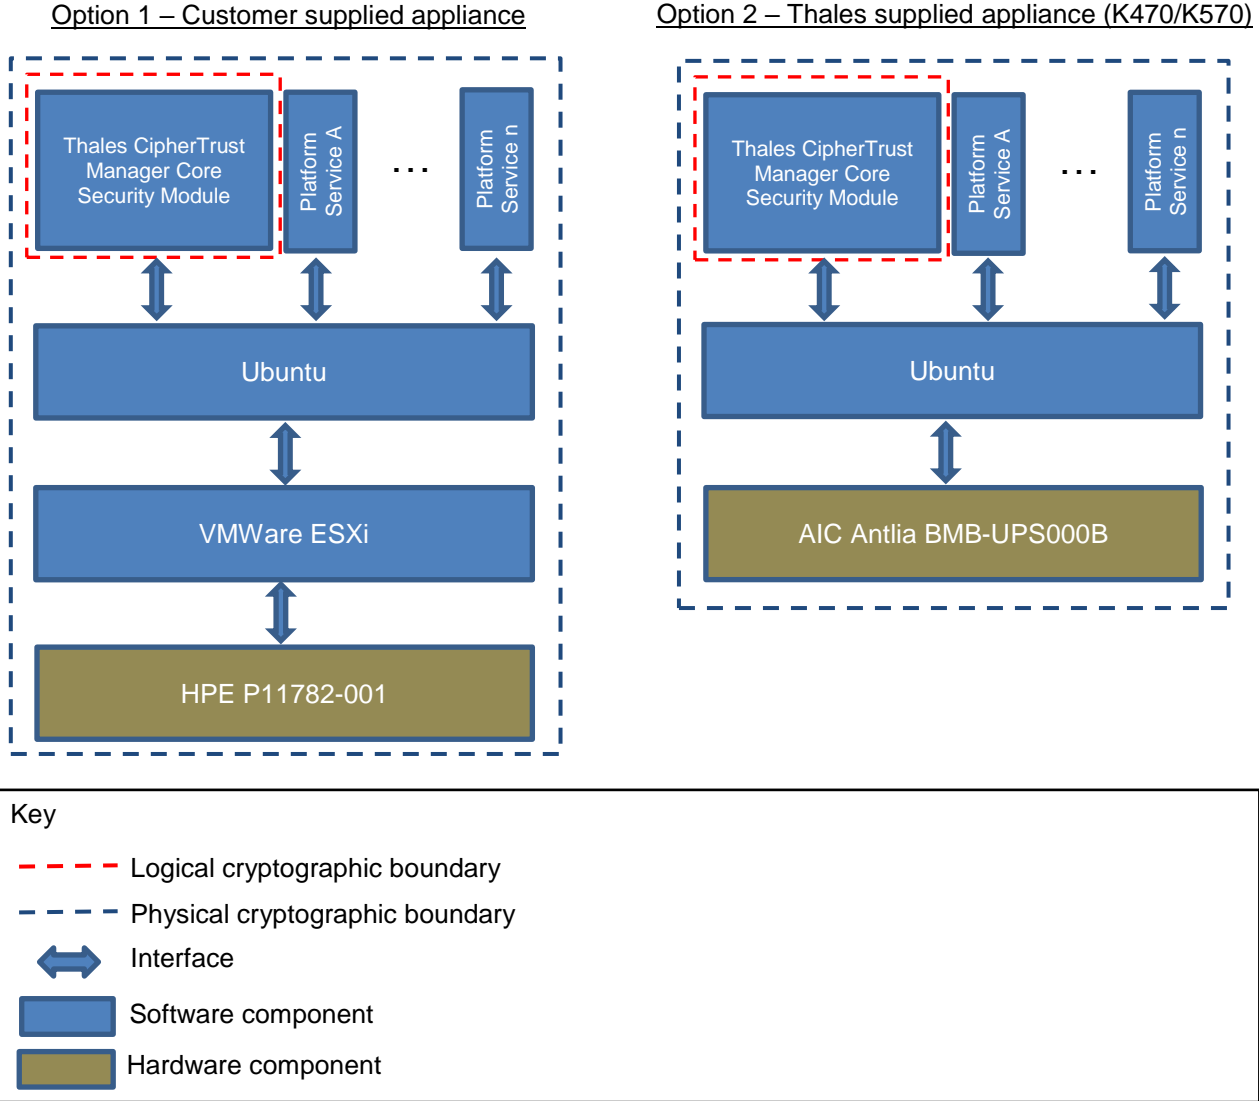 Option 1 – Customer supplied appliance
Thales CipherTrust
Manager Core
Security Module
Platform
Service A
...
Platform
Service n
Ubuntu
VMWare ESXi
HPE P11782-001
Option 2 – Thales supplied appliance (K470/K570)
Thales CipherTrust
Manager Core
Security Module
Platform
Service A
...
Platform
Service n
Ubuntu
AIC Antlia BMB-UPS000B
Key
Logical cryptographic boundary
Physical cryptographic boundary
Interface
Software component
Hardware component